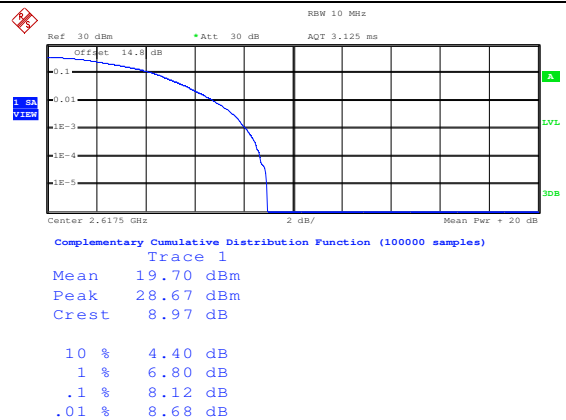 R S
RBW 10 MHz
Ref 30 dBm *Att 30 dB AQT 3.125 ms
Offset 14.8 dB
0.1
A
0.01
1 SA
VIEW
1E-3
LVL
1E-4
1E-5
3DB
Center 2.6175 GHz 2 dB/ Mean Pwr + 20 dB
Complementary Cumulative Distribution Function (100000 samples)
Trace 1
Mean 19.70 dBm
Peak 28.67 dBm
Crest 8.97 dB
10 % 4.40 dB
1 % 6.80 dB
.1 % 8.12 dB
.01 % 8.68 dB